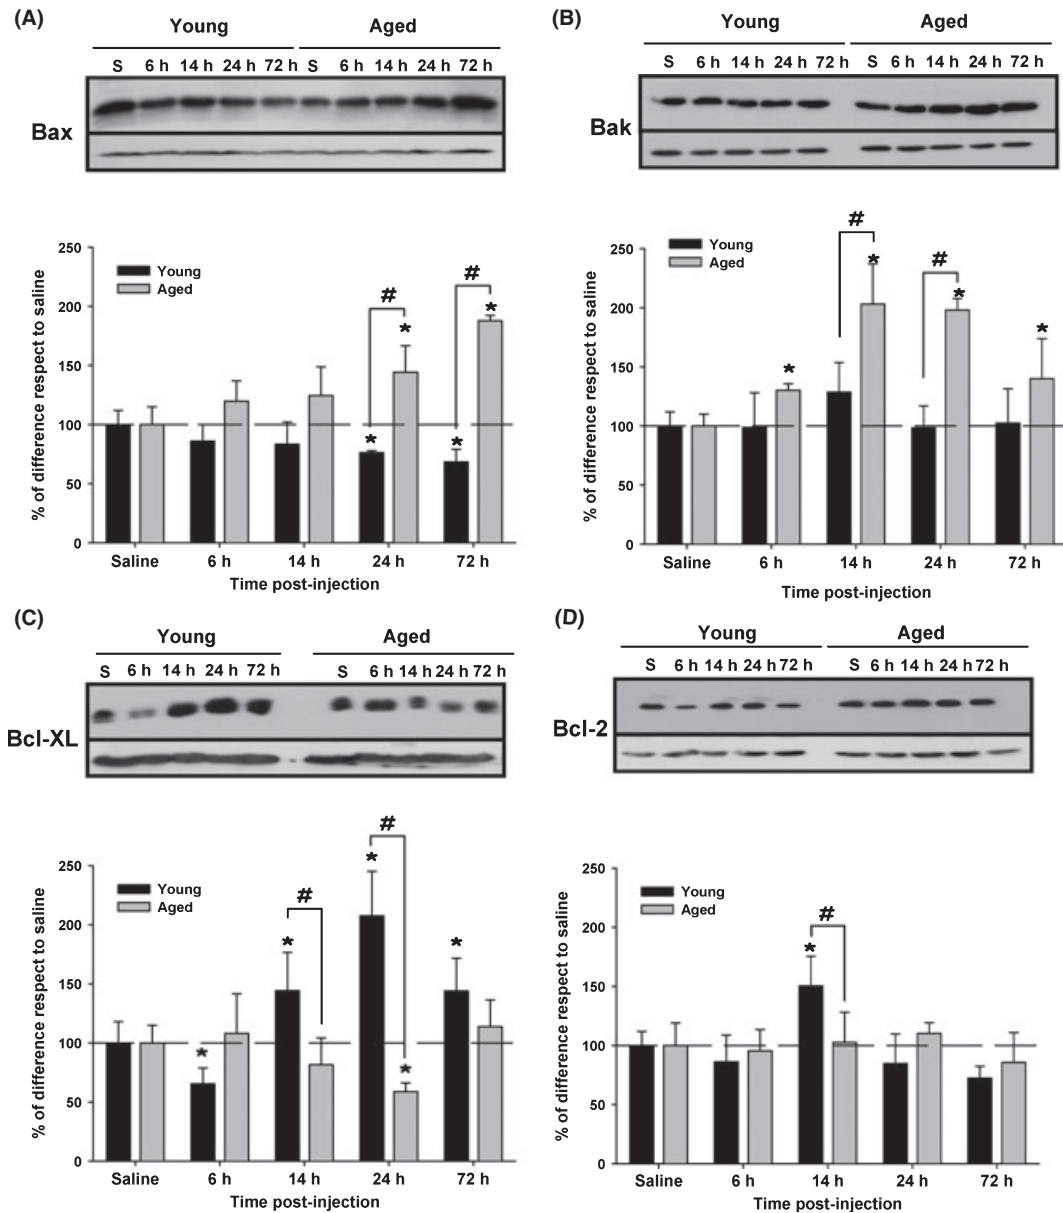 (A)
Young Aged
S 6 h 14 h 24 h 72 h S 6 h 14 h 24 h 72 h
Bax
250
200
150
100
50
0
% of difference respect to saline
Young
Aged
# #
* * * *
Saline 6 h 14 h 24 h 72 h
Time post-injection
(B)
Young Aged
S 6 h 14 h 24 h 72 h S 6 h 14 h 24 h 72 h
Bak
250
200
150
100
50
0
% of difference respect to saline
Young
Aged
# #
* * * *
Saline 6 h 14 h 24 h 72 h
Time post-injection
(C)
Young Aged
S 6 h 14 h 24 h 72 h S 6 h 14 h 24 h 72 h
Bcl-XL
250
200
150
100
50
0
% of difference respect to saline
Young
Aged
# #
* * * * *
Saline 6 h 14 h 24 h 72 h
Time post-injection
(D)
Young Aged
S 6 h 14 h 24 h 72 h S 6 h 14 h 24 h 72 h
Bcl-2
250
200
150
100
50
0
% of difference respect to saline
Young
Aged
#
*
Saline 6 h 14 h 24 h 72 h
Time post-injection